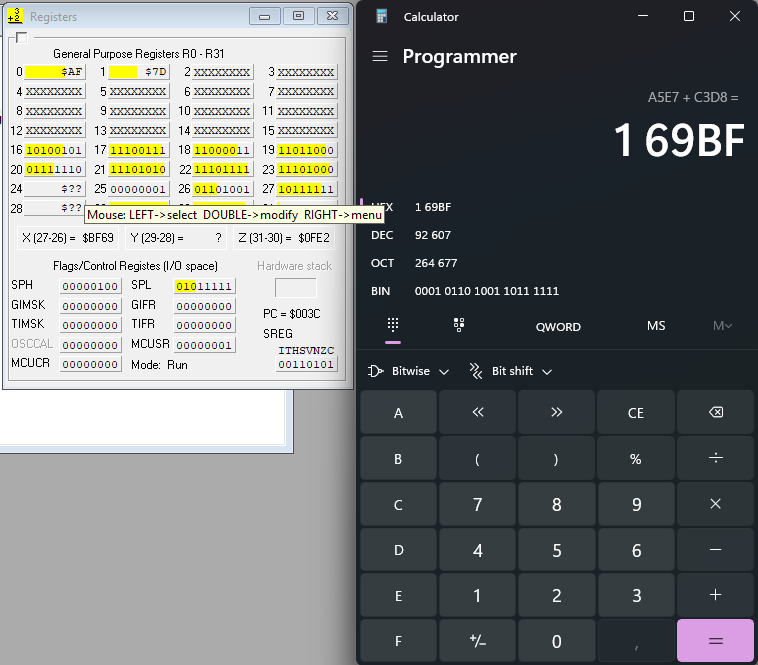 Registers
General Purpose Registers R0 - R31
0 $AF 1 $7D 2 XXXXXXXX 3 XXXXXXXX
4 XXXXXXXX 5 XXXXXXXX 6 XXXXXXXX 7 XXXXXXXX
8 XXXXXXXX 9 XXXXXXXX 10 XXXXXXXX 11 XXXXXXXX
12 XXXXXXXX 13 XXXXXXXX 14 XXXXXXXX 15 XXXXXXXX
16 10100101 17 11100111 18 11000011 19 11011000
20 01111110 21 11101010 22 11101111 23 11101000
24 $?? 25 00000001 26 01101001 27 10111111
28 $??
Mouse: LEFT->select DOUBLE->modify RIGHT->menu
X (27-26) = $BF69 Y (29-28) = ? Z (31-30) = $0FE2
Flags/Control Registes (I/O space) Hardware stack
SPH 00000100 SPL 01011111
GIMSK 00000000 GIFR 00000000
PC = $003C
TIMSK 00000000 TIFR 00000000
SREG
OSCCAL 00000000 MCUSR 00000001
ITHSVNZC
MCUCR 00000000 Mode: Run 00110101
Calculator
Programmer
A5E7 + C3D8 =
1 69BF
HEX 1 69BF
DEC 92 607
OCT 264 677
BIN 0001 0110 1001 1011 1111
QWORD MS M
Bitwise Bit shift
A << >> CE
B ( ) % ÷
C 7 8 9 ×
D 4 5 6 −
E 1 2 3 +
F +/− 0 , =